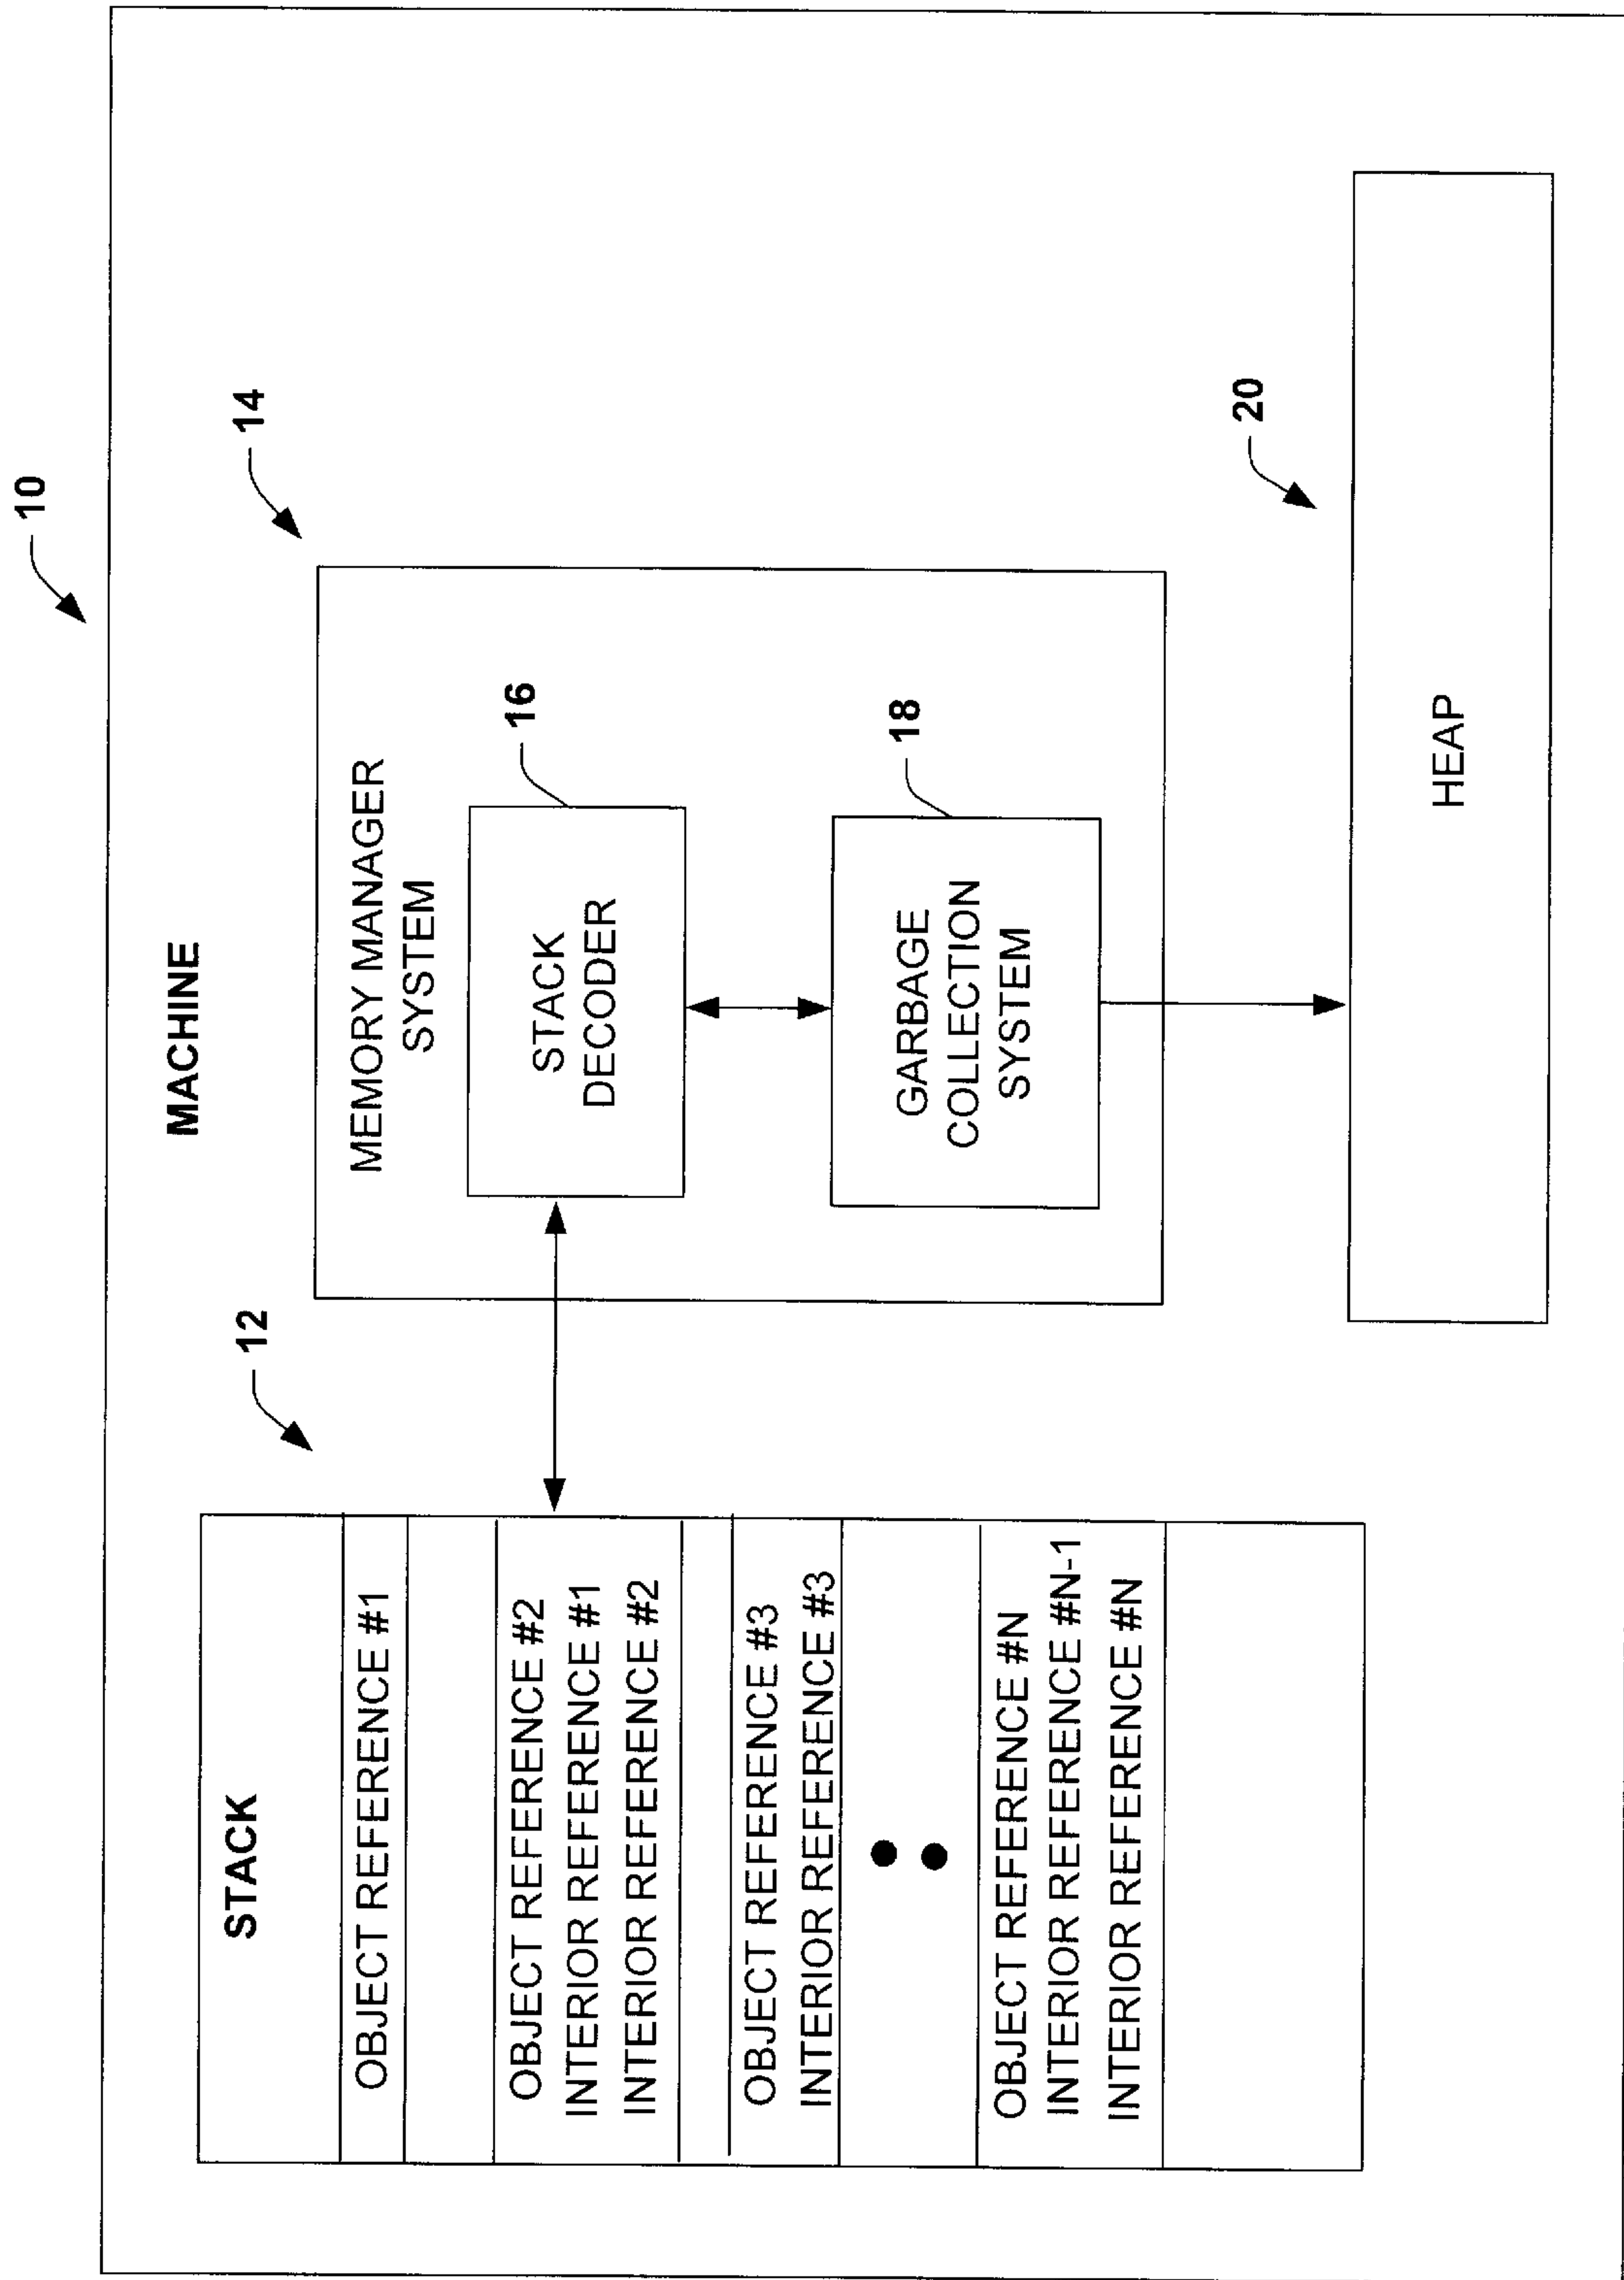 10
MACHINE
12
STACK
OBJECT REFERENCE #1
OBJECT REFERENCE #2
INTERIOR REFERENCE #1
INTERIOR REFERENCE #2
OBJECT REFERENCE #3
INTERIOR REFERENCE #3
OBJECT REFERENCE #N
INTERIOR REFERENCE #N-1
INTERIOR REFERENCE #N
14
MEMORY MANAGER
SYSTEM
16
STACK
DECODER
18
GARBAGE
COLLECTION
SYSTEM
20
HEAP